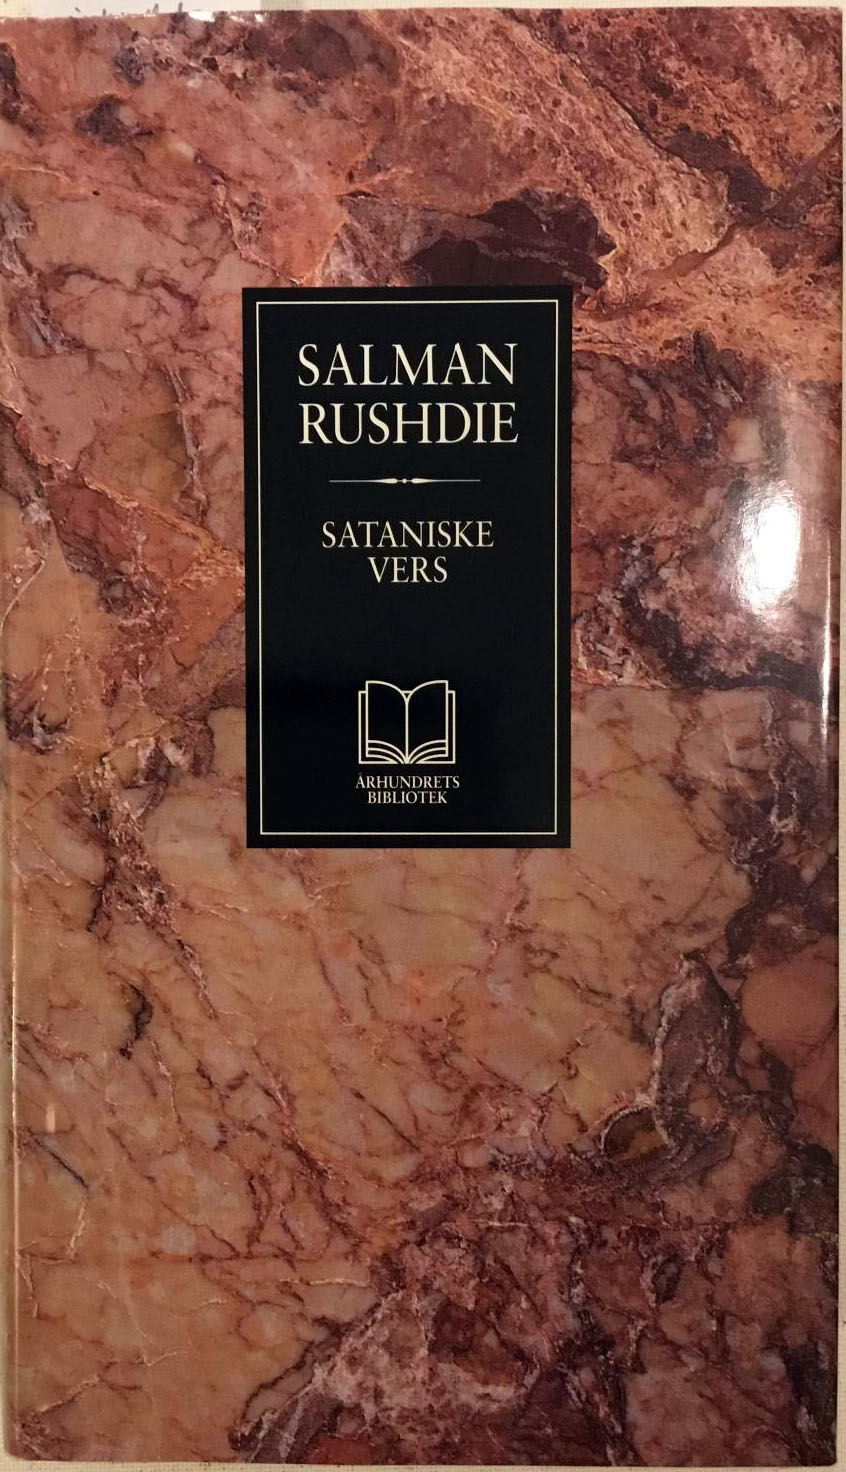 SALMAN
RUSHDIE
SATANISKE
VERS
ÅRHUNDRETS
BIBLIOTEK